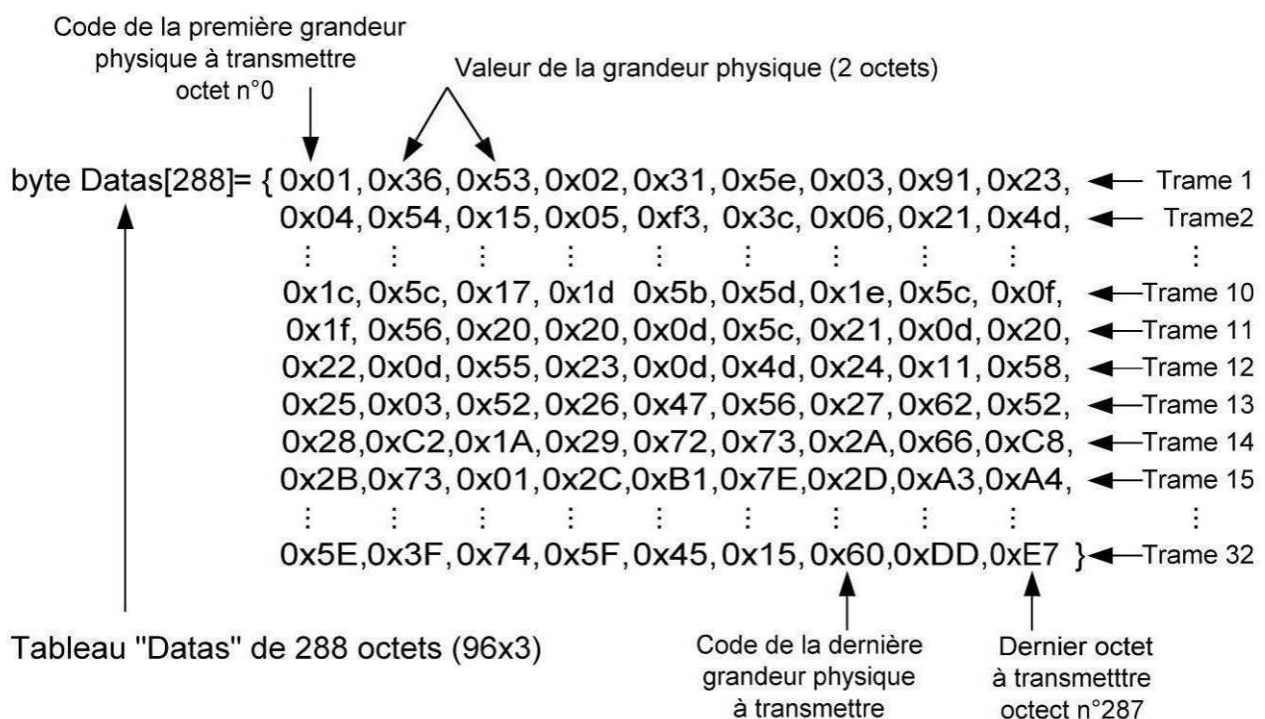 Code de la première grandeur
physique à transmettre
octet n°0
Valeur de la grandeur physique (2 octets)
byte Datas[288]= { 0x01, 0x36, 0x53, 0x02, 0x31, 0x5e, 0x03, 0x91, 0x23, Trame 1
0x04, 0x54, 0x15, 0x05, 0xf3, 0x3c, 0x06, 0x21, 0x4d, Trame2
⋮ ⋮ ⋮ ⋮ ⋮ ⋮ ⋮ ⋮ ⋮ ⋮
0x1c, 0x5c, 0x17, 0x1d 0x5b, 0x5d, 0x1e, 0x5c, 0x0f, Trame 10
0x1f, 0x56, 0x20, 0x20, 0x0d, 0x5c, 0x21, 0x0d, 0x20, Trame 11
0x22, 0x0d, 0x55, 0x23, 0x0d, 0x4d, 0x24, 0x11, 0x58, Trame 12
0x25, 0x03, 0x52, 0x26, 0x47, 0x56, 0x27, 0x62, 0x52, Trame 13
0x28, 0xC2, 0x1A, 0x29, 0x72, 0x73, 0x2A, 0x66, 0xC8, Trame 14
0x2B, 0x73, 0x01, 0x2C, 0xB1, 0x7E, 0x2D, 0xA3, 0xA4, Trame 15
⋮ ⋮ ⋮ ⋮ ⋮ ⋮ ⋮ ⋮ ⋮ ⋮
0x5E, 0x3F, 0x74, 0x5F, 0x45, 0x15, 0x60, 0xDD, 0xE7 } Trame 32
Tableau "Datas" de 288 octets (96x3)
Code de la dernière
grandeur physique
à transmettre
Dernier octet
à transmetttre
octect n°287